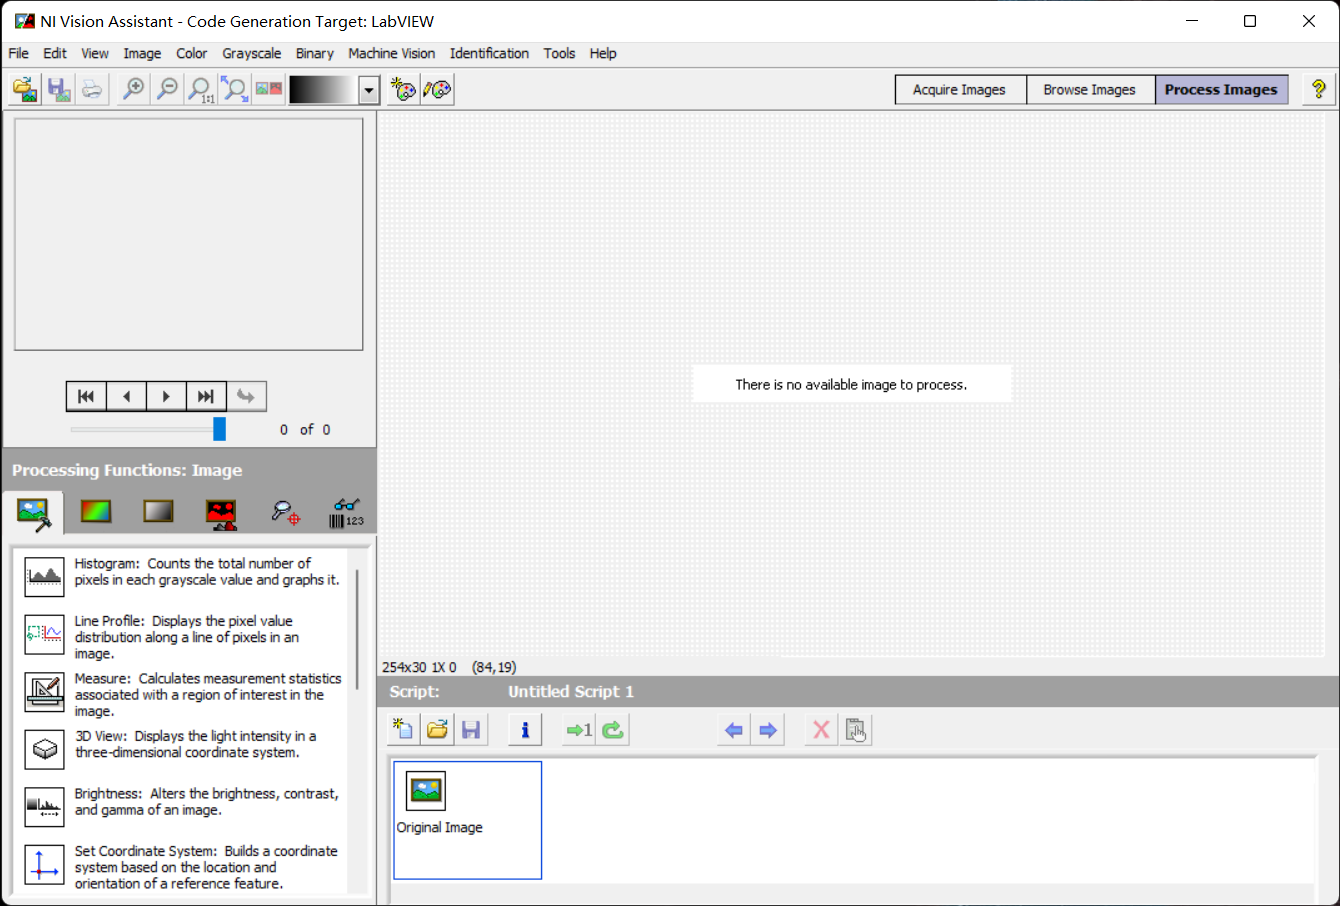 NI Vision Assistant - Code Generation Target: LabVIEW
File Edit View Image Color Grayscale Binary Machine Vision Identification Tools Help
1:1
Acquire Images Browse Images Process Images ?
There is no available image to process.
0 of 0
Processing Functions: Image
123
Histogram: Counts the total number of
pixels in each grayscale value and graphs it.
Line Profile: Displays the pixel value
distribution along a line of pixels in an
image.
Measure: Calculates measurement statistics
associated with a region of interest in the
image.
3D View: Displays the light intensity in a
three-dimensional coordinate system.
Brightness: Alters the brightness, contrast,
and gamma of an image.
Set Coordinate System: Builds a coordinate
system based on the location and
orientation of a reference feature.
254x30 1X 0 (84,19)
Script: Untitled Script 1
i
1
Original Image